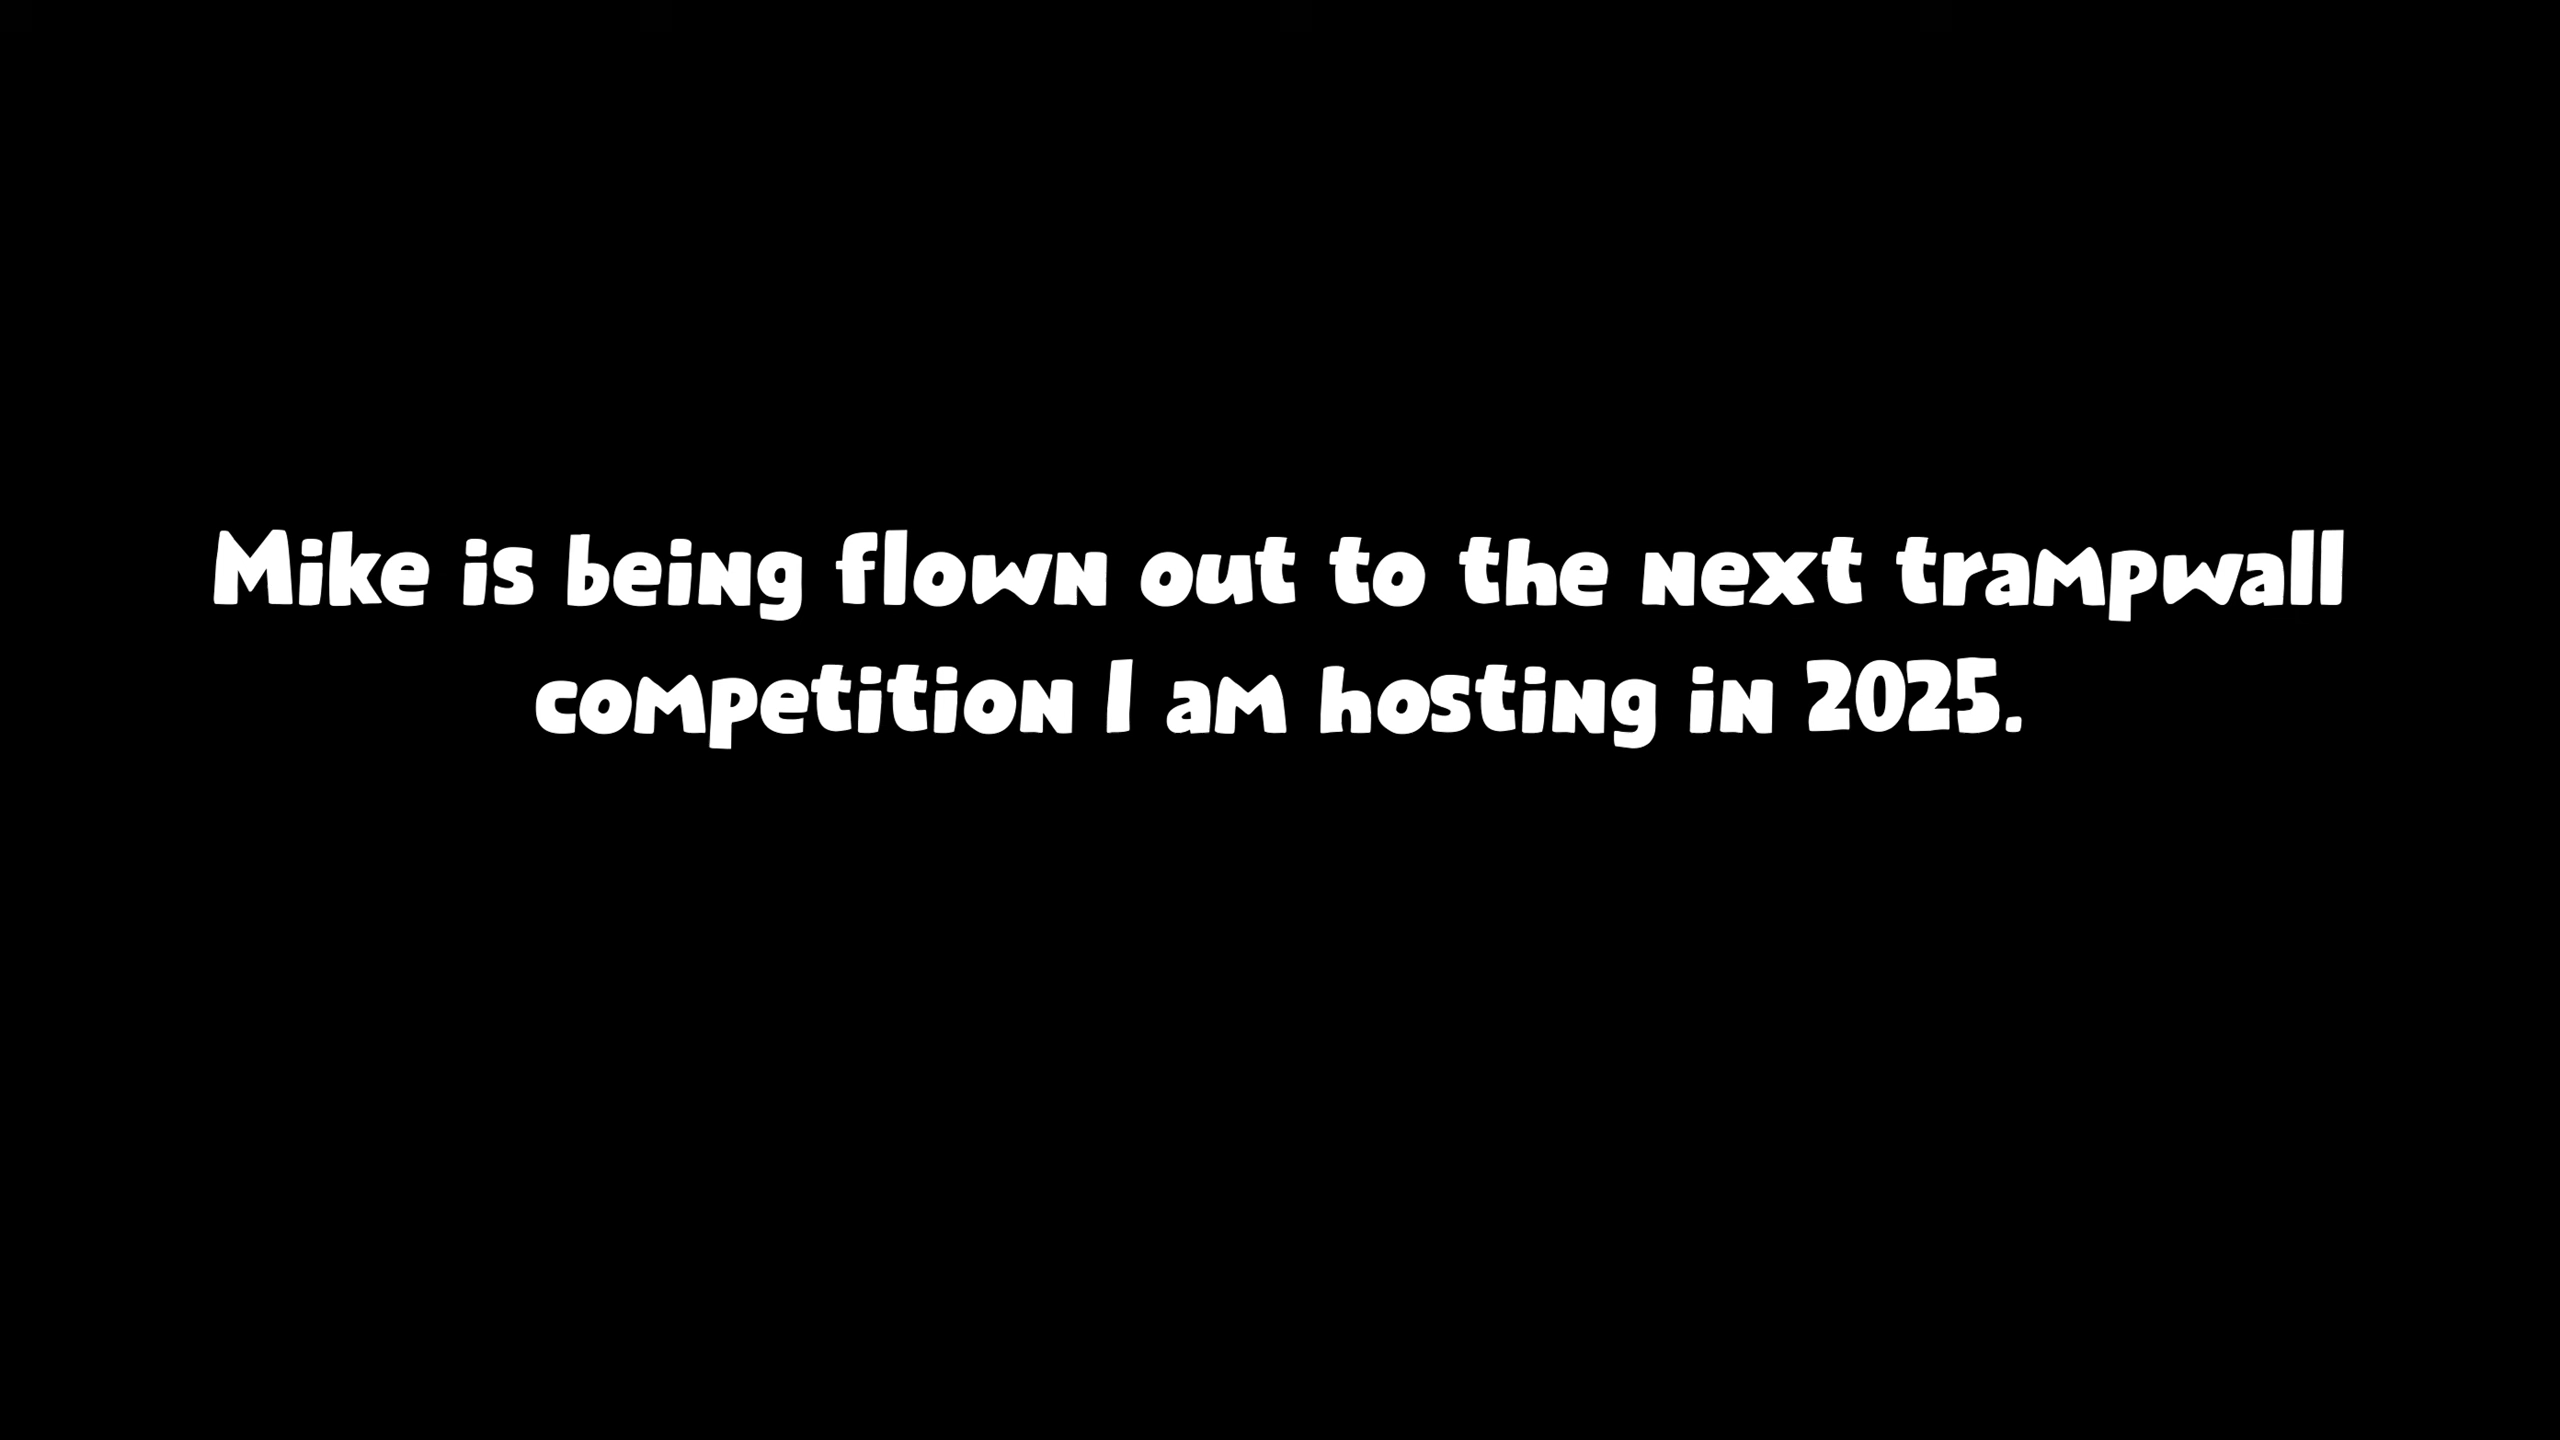 Mike is being flown out to the next trampwall
competition I am hosting in 2025.